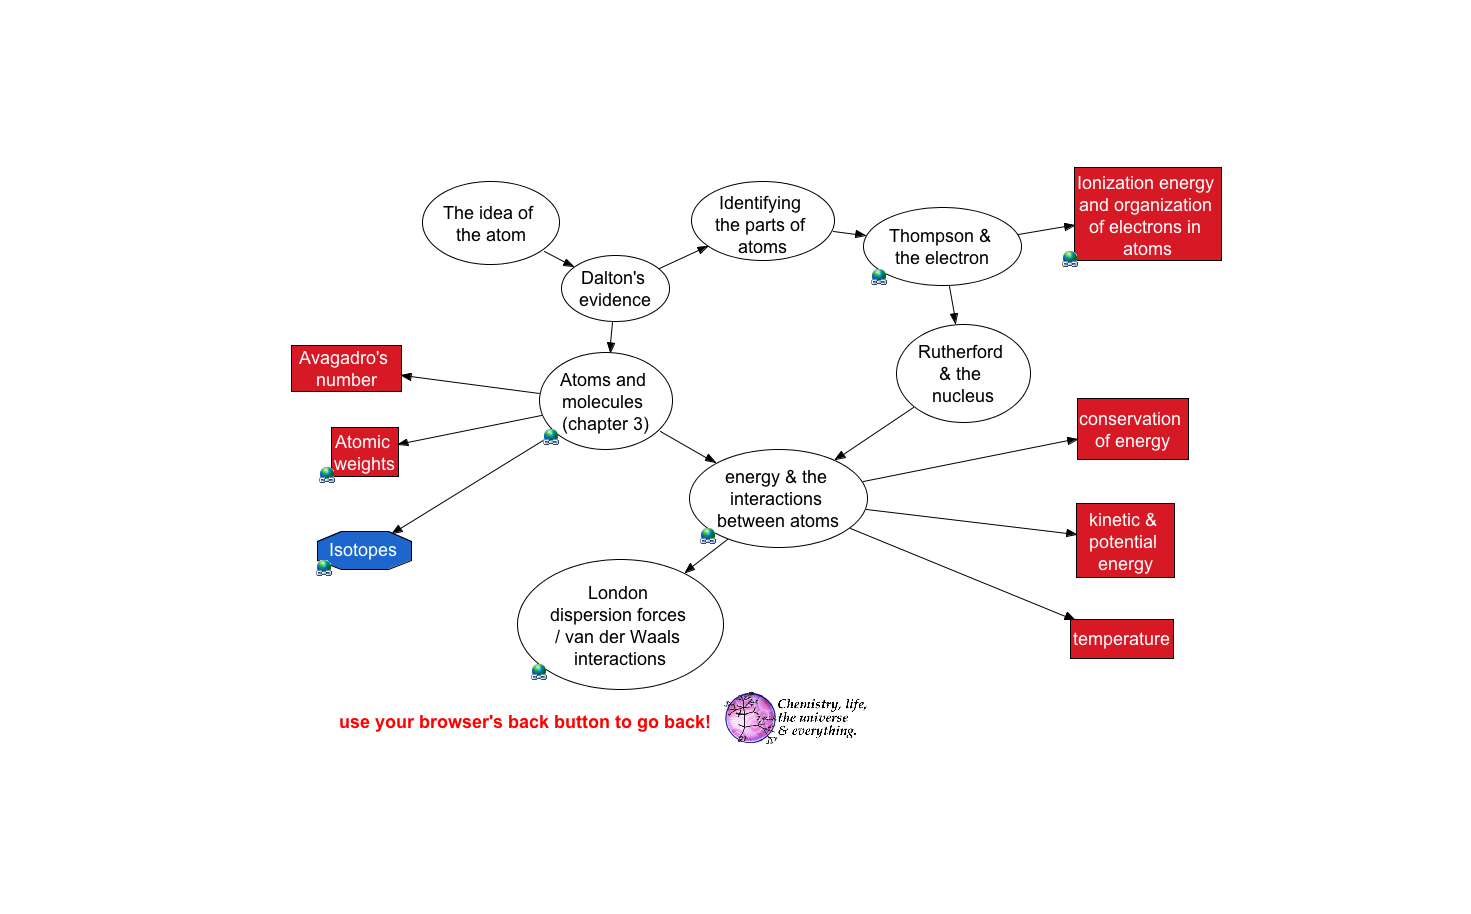 The idea of
the atom
Identifying
the parts of
atoms
Thompson &
the electron
Ionization energy
and organization
of electrons in
atoms
Dalton's
evidence
Avagadro's
number
Atoms and
molecules
(chapter 3)
Rutherford
& the
nucleus
Atomic
weights
conservation
of energy
energy & the
interactions
between atoms
Isotopes
kinetic &
potential
energy
London
dispersion forces
/ van der Waals
interactions
temperature
use your browser's back button to go back!
Chemistry, life,
the universe
& everything.